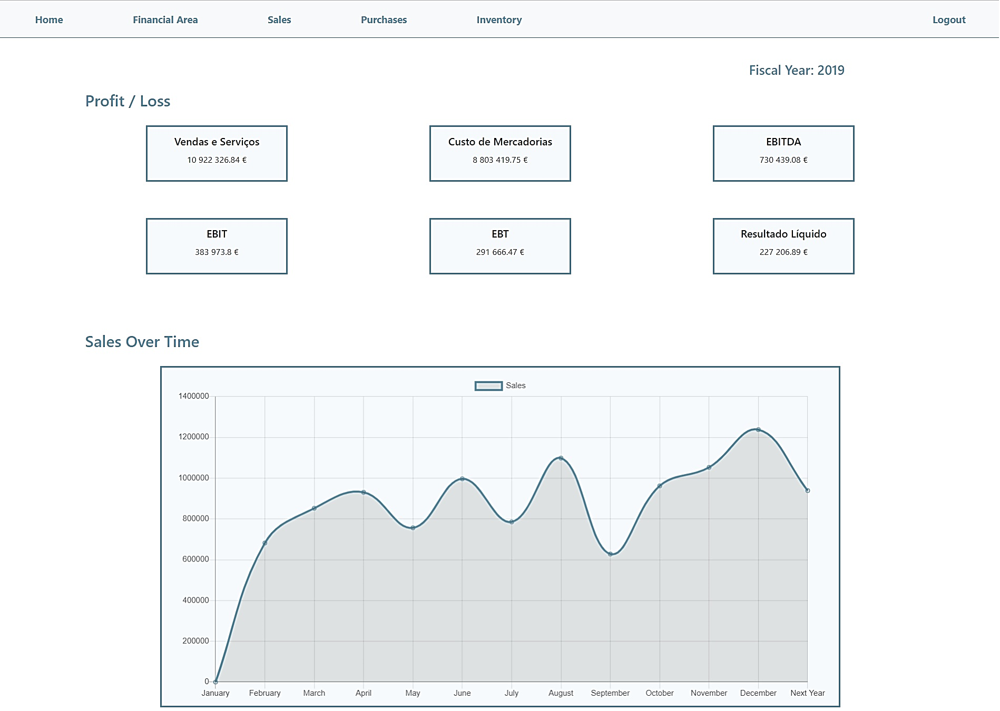 Home Financial Area Sales Purchases Inventory Logout
Fiscal Year: 2019
Profit / Loss
Vendas e Serviços
10 922 326.84 €
Custo de Mercadorias
8 803 419.75 €
EBITDA
730 439.08 €
EBIT
383 973.8 €
EBT
291 666.47 €
Resultado Líquido
227 206.89 €
Sales Over Time
Sales
1400000
1200000
1000000
800000
600000
400000
200000
0
January February March April May June July August September October November December Next Year